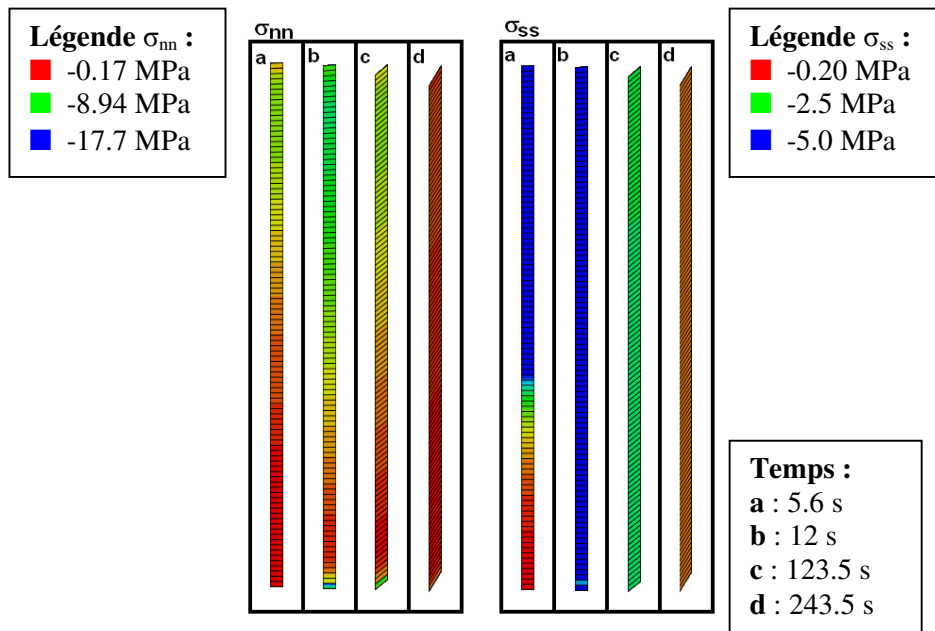 Légende σnn :
-0.17 MPa
-8.94 MPa
-17.7 MPa
σnn
a b c d
σss
a b c d
Légende σss :
-0.20 MPa
-2.5 MPa
-5.0 MPa
Temps :
a : 5.6 s
b : 12 s
c : 123.5 s
d : 243.5 s